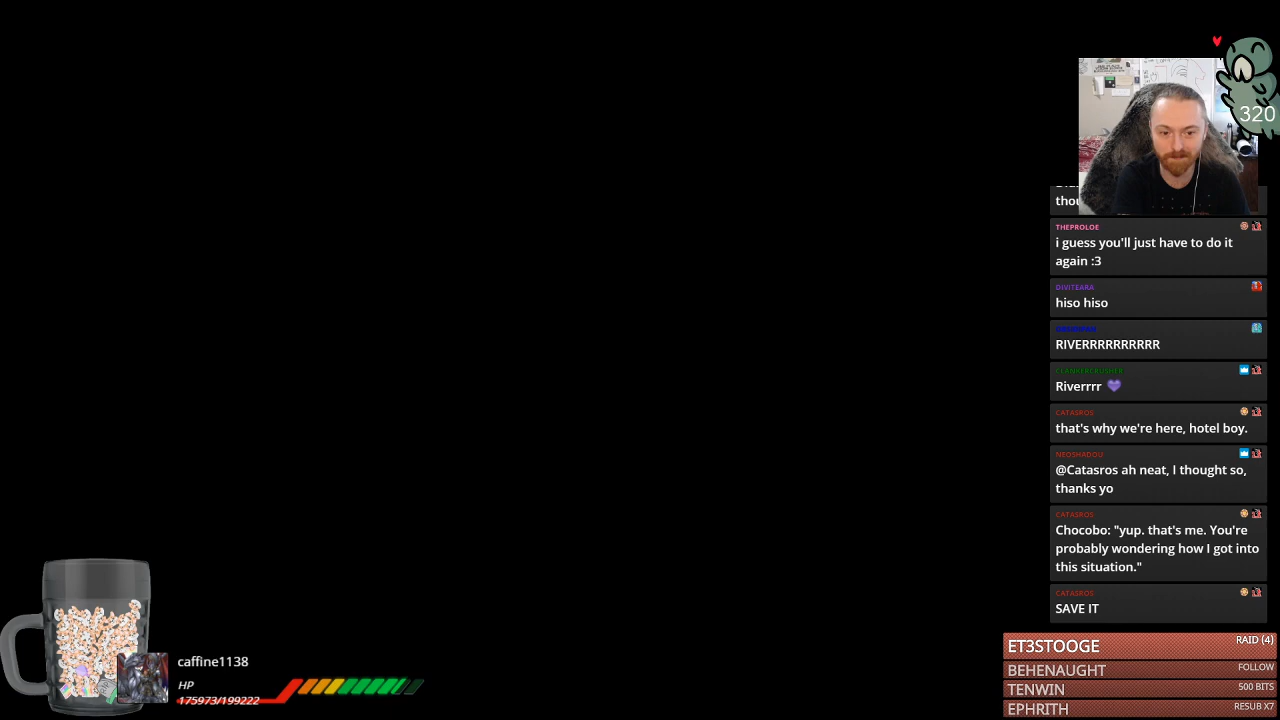 320
thou
THEPROLOE
i guess you'll just have to do it
again :3
DIVITEARA
hiso hiso
RIVERRRRRRRRRR
CLANKERCRUSHER
Riverrr 💜
CATASROS
that's why we're here, hotel boy.
NEOSHADOU
@Catasros ah neat, I thought so,
thanks yo
CATASROS
Chocobo: "yup. that's me. You're
probably wondering how I got into
this situation."
CATASROS
SAVE IT
ET3STOOGE RAID (4)
BEHENAUGHT FOLLOW
TENWIN 500 BITS
EPHRITH RESUB X7
caffine1138
HP
175973/199222